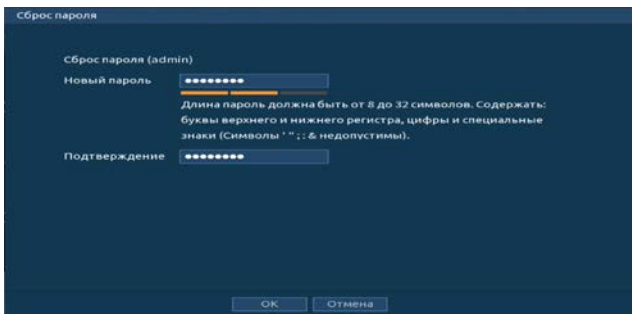 Сброс пароля
Сброс пароля (admin)
Новый пароль ●●●●●●●●
Длина пароль должна быть от 8 до 32 символов. Содержать:
буквы верхнего и нижнего регистра, цифры и специальные
знаки (Символы ' " ; : & недопустимы).
Подтверждение ●●●●●●●●
OK Отмена